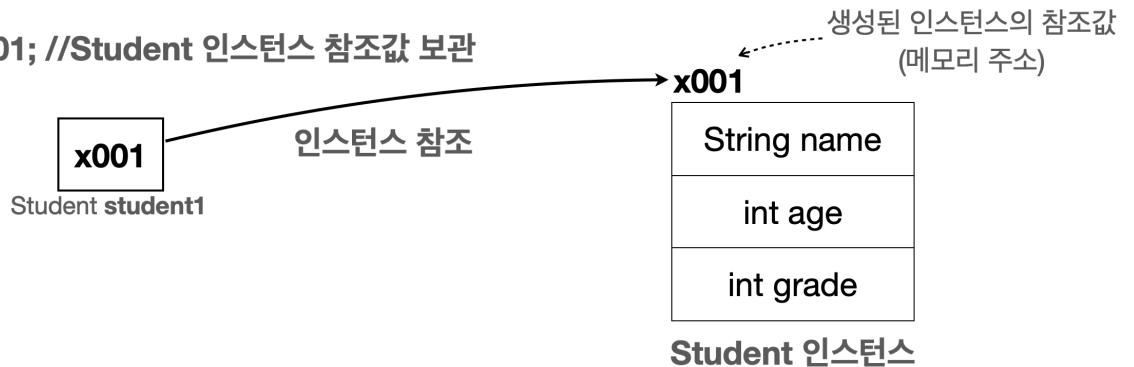 생성된 인스턴스의 참조값
(메모리 주소)
01; //Student 인스턴스 참조값 보관
x001
인스턴스 참조
x001
Student student1
String name
int age
int grade
Student 인스턴스